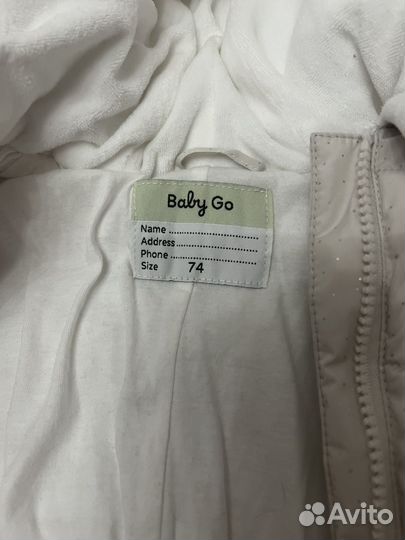 Baby Go
Name ........................
Address.....................
Phone ......................
Size 74
Avito